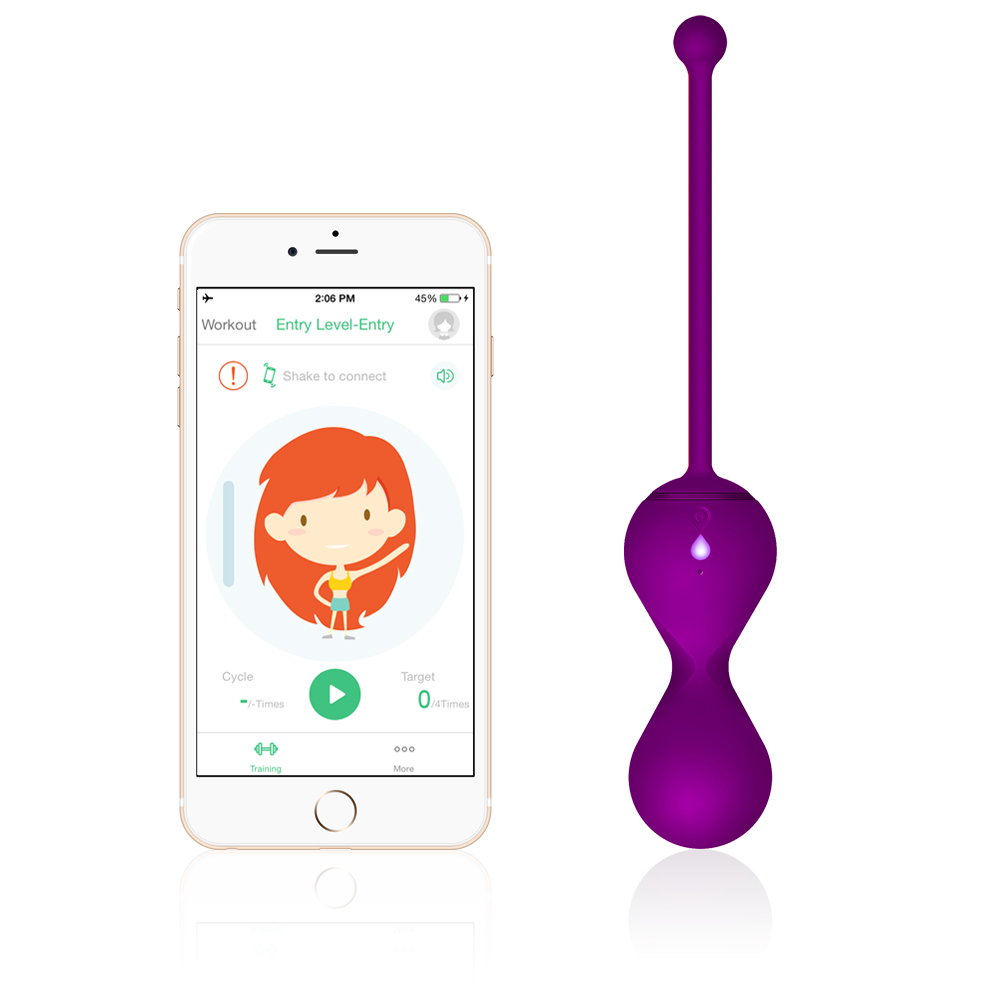 2:06 PM 45%
Workout Entry Level-Entry
! Shake to connect
Cycle Target
-/-Times 0/4Times
Training More